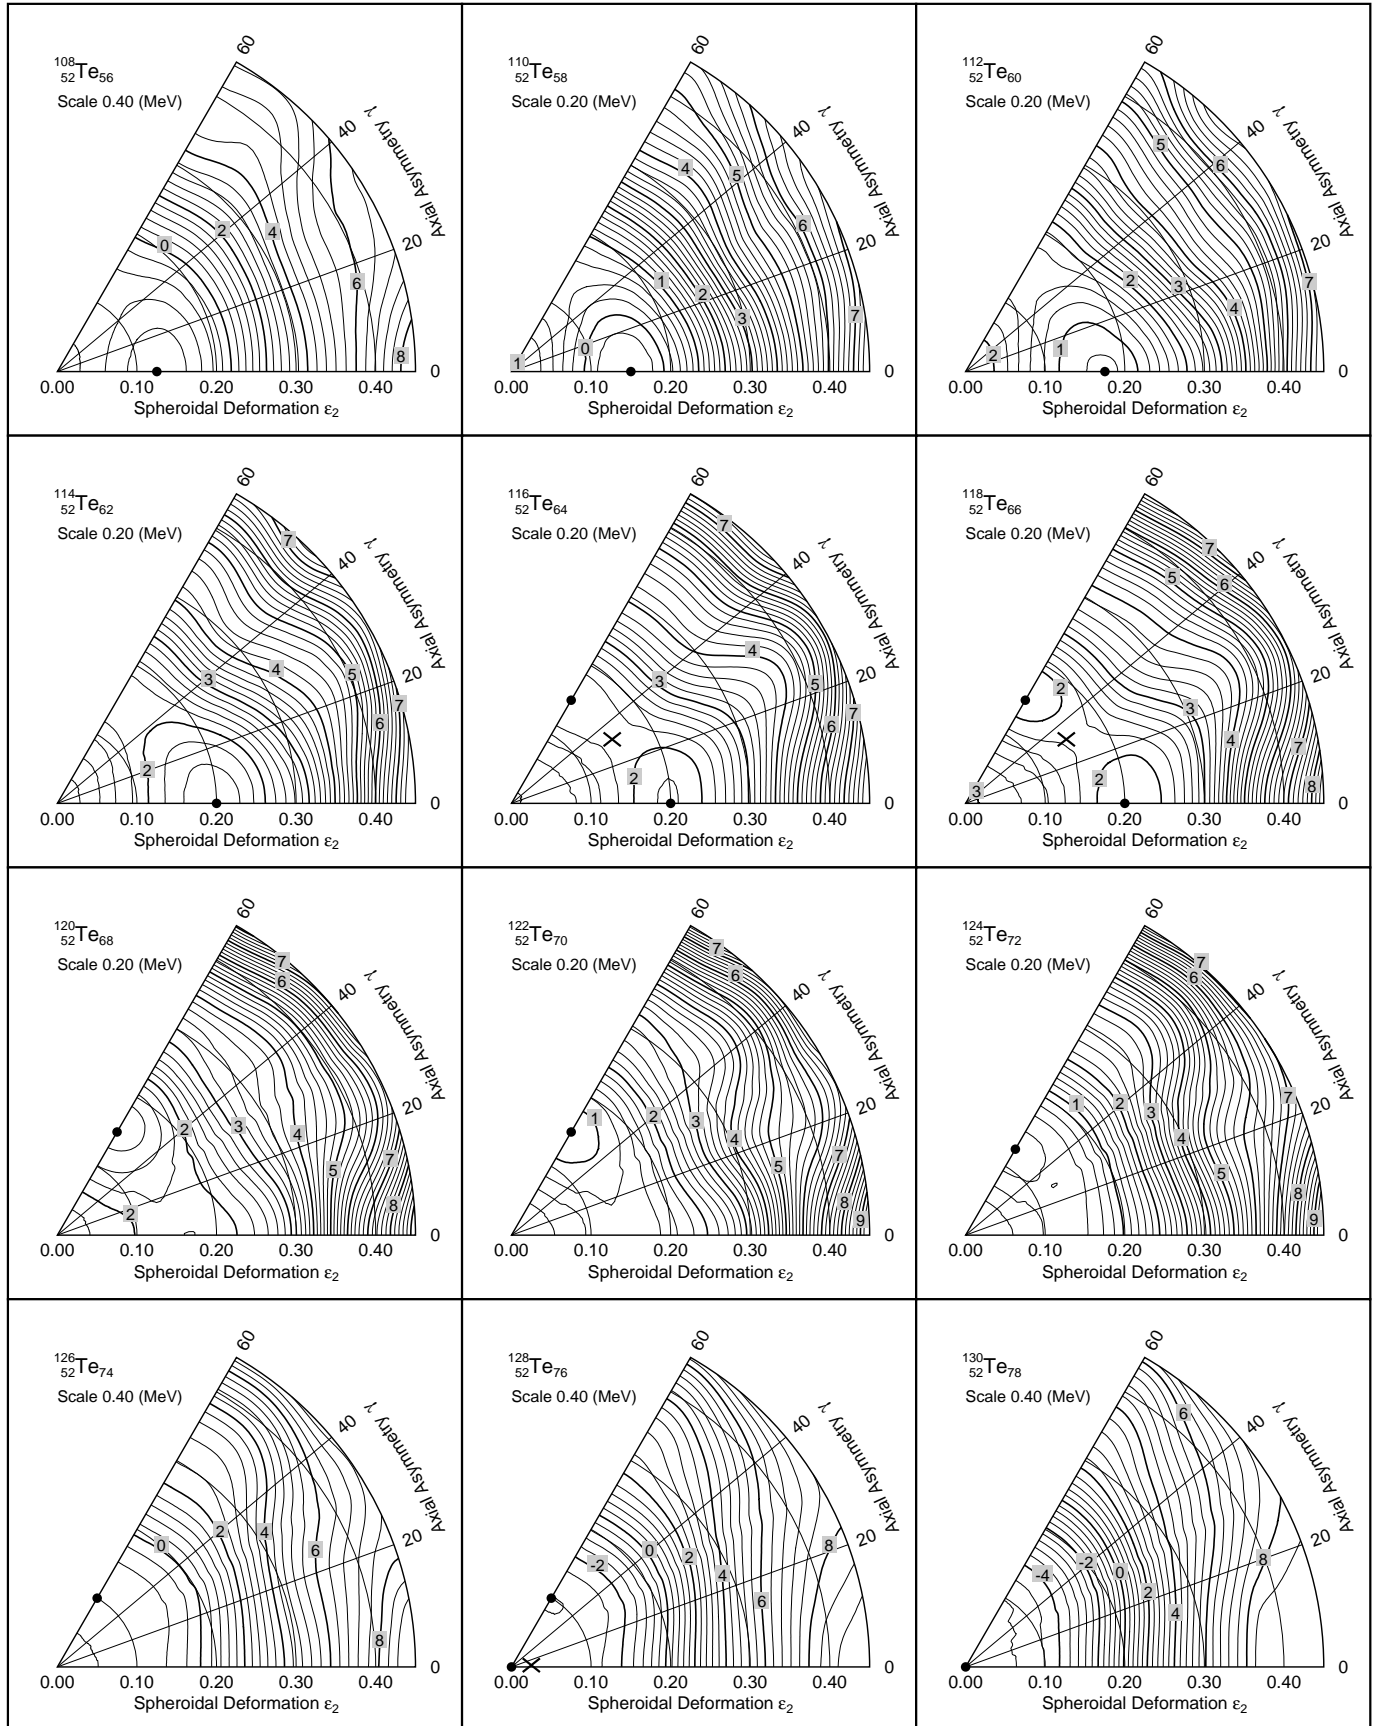 108
52Te56
Scale 0.40 (MeV)
60
40
20
0
Axial Asymmetry γ
0 2 4 6 8
0.00 0.10 0.20 0.30 0.40
Spheroidal Deformation ε2
110
52Te58
Scale 0.20 (MeV)
60
40
20
0
Axial Asymmetry γ
4 5 6 1 2 3 7 0 1
0.00 0.10 0.20 0.30 0.40
Spheroidal Deformation ε2
112
52Te60
Scale 0.20 (MeV)
60
40
20
0
Axial Asymmetry γ
5 6 2 3 7 4 1 2
0.00 0.10 0.20 0.30 0.40
Spheroidal Deformation ε2
114
52Te62
Scale 0.20 (MeV)
60
40
20
0
Axial Asymmetry γ
7 4 5 3 7 6 2
0.00 0.10 0.20 0.30 0.40
Spheroidal Deformation ε2
116
52Te64
Scale 0.20 (MeV)
60
40
20
0
Axial Asymmetry γ
7 4 3 5 7 6 2
0.00 0.10 0.20 0.30 0.40
Spheroidal Deformation ε2
118
52Te66
Scale 0.20 (MeV)
60
40
20
0
Axial Asymmetry γ
7 5 6 2 3 4 7 2 8 3
0.00 0.10 0.20 0.30 0.40
Spheroidal Deformation ε2
120
52Te68
Scale 0.20 (MeV)
60
40
20
0
Axial Asymmetry γ
7 6 2 3 4 7 5 8 2
0.00 0.10 0.20 0.30 0.40
Spheroidal Deformation ε2
122
52Te70
Scale 0.20 (MeV)
60
40
20
0
Axial Asymmetry γ
7 6 1 2 3 4 7 5 8 9
0.00 0.10 0.20 0.30 0.40
Spheroidal Deformation ε2
124
52Te72
Scale 0.20 (MeV)
60
40
20
0
Axial Asymmetry γ
7 6 7 1 2 3 4 5 8 9
0.00 0.10 0.20 0.30 0.40
Spheroidal Deformation ε2
126
52Te74
Scale 0.40 (MeV)
60
40
20
0
Axial Asymmetry γ
0 2 4 6 8
0.00 0.10 0.20 0.30 0.40
Spheroidal Deformation ε2
128
52Te76
Scale 0.40 (MeV)
60
40
20
0
Axial Asymmetry γ
-2 0 2 4 6 8
0.00 0.10 0.20 0.30 0.40
Spheroidal Deformation ε2
130
52Te78
Scale 0.40 (MeV)
60
40
20
0
Axial Asymmetry γ
6 8 -4 -2 0 2 4
0.00 0.10 0.20 0.30 0.40
Spheroidal Deformation ε2